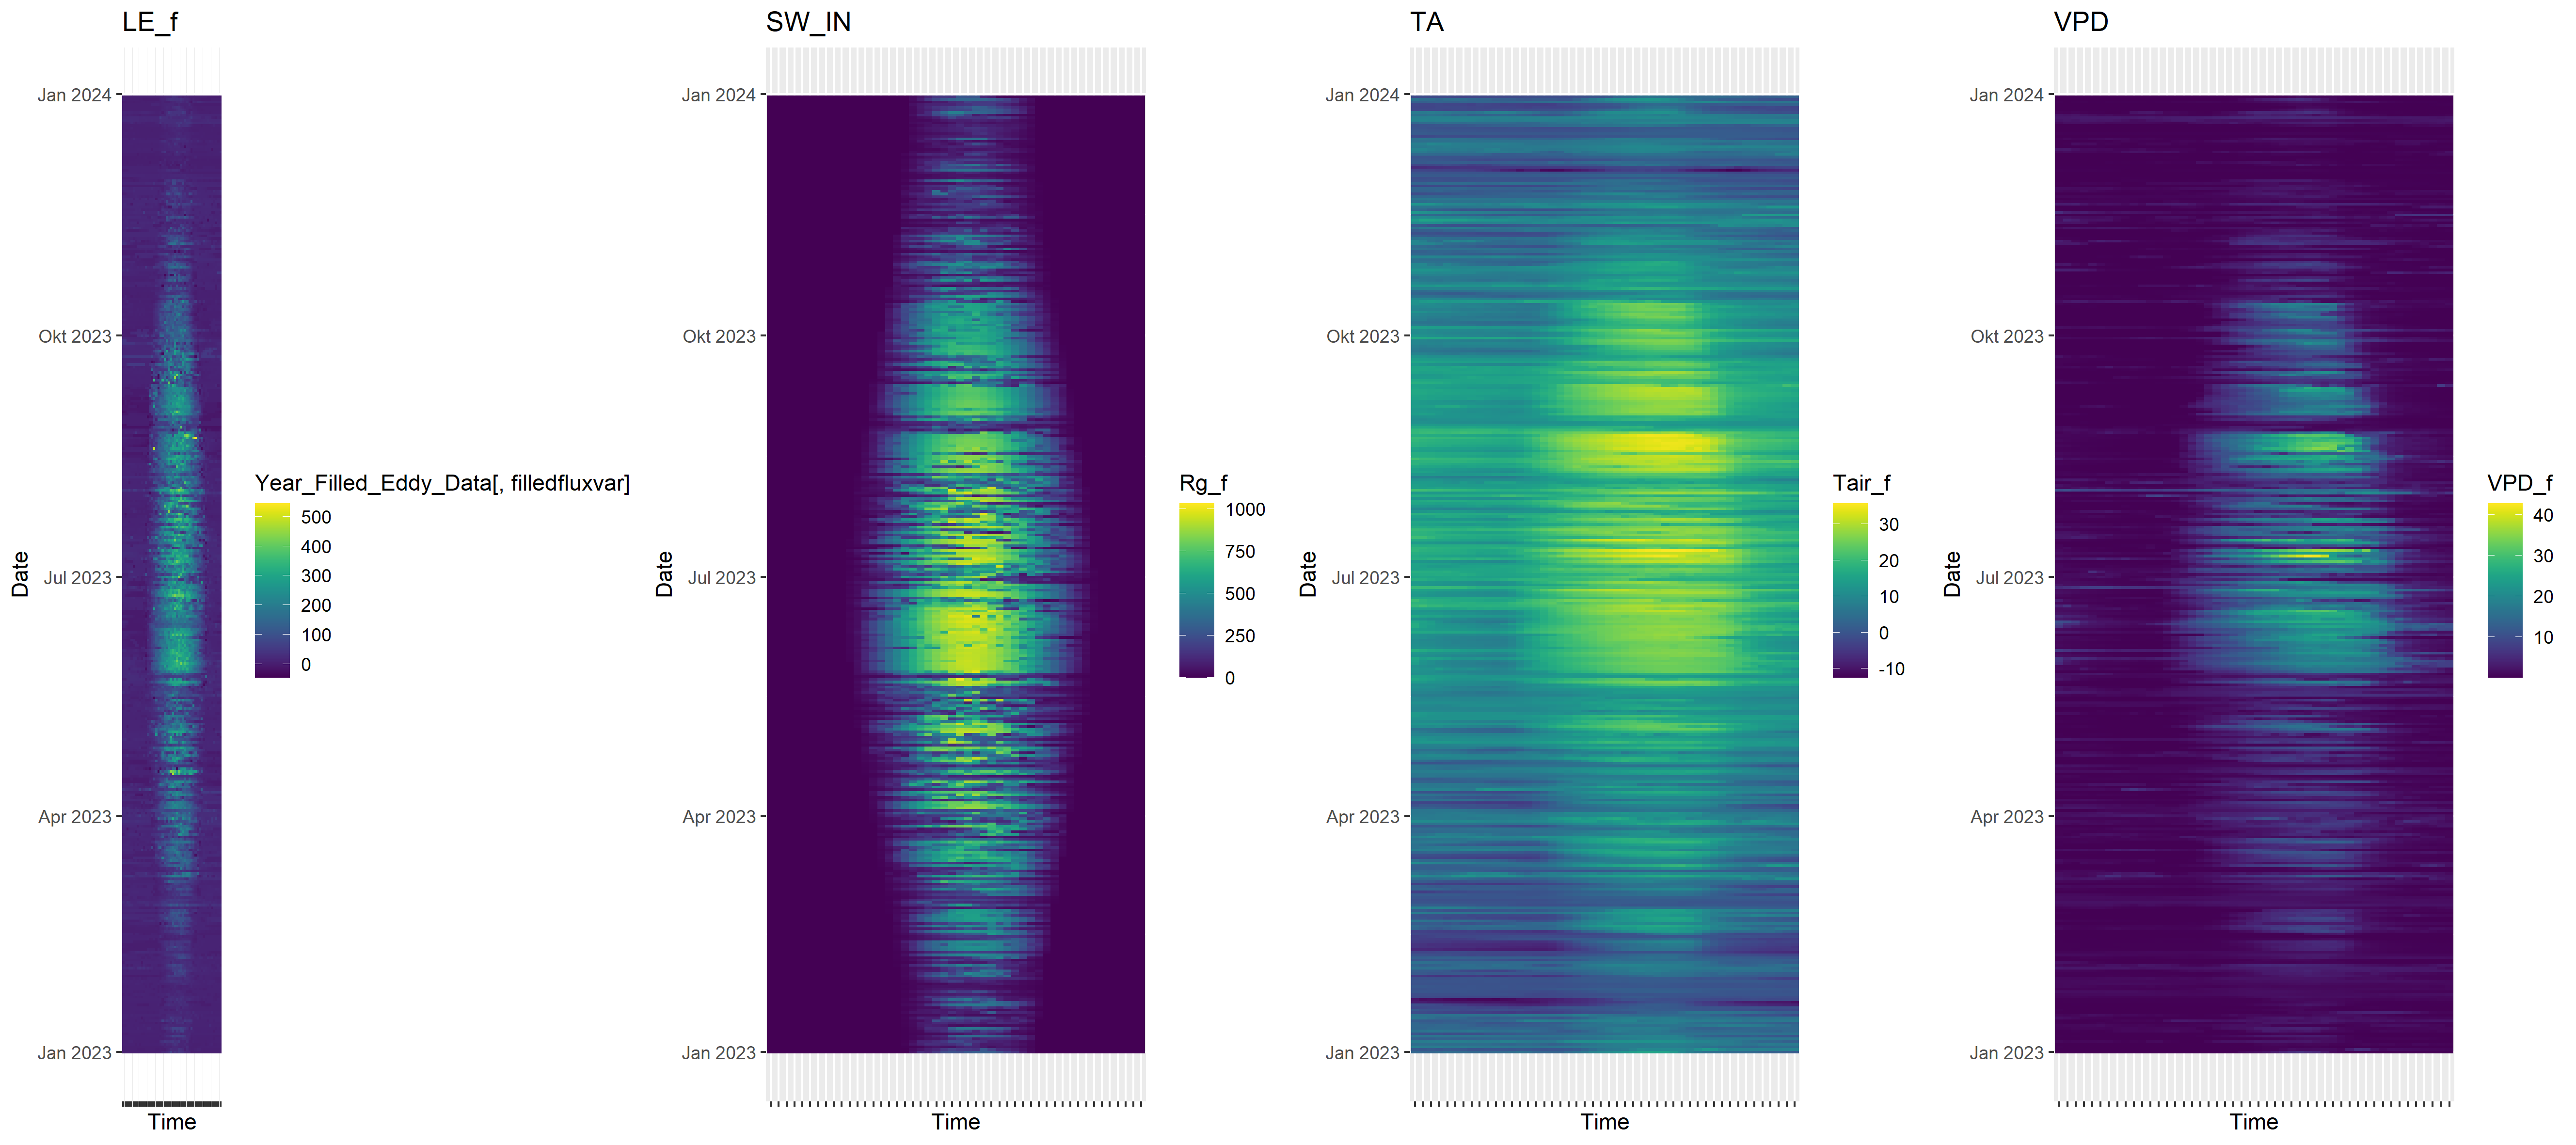 LE_f
Jan 2024
Okt 2023
Jul 2023
Apr 2023
Jan 2023
Date
Time
Year_Filled_Eddy_Data[, filledfluxvar]
500
400
300
200
100
0
SW_IN
Jan 2024
Okt 2023
Jul 2023
Apr 2023
Jan 2023
Date
Time
Rg_f
1000
750
500
250
0
TA
Jan 2024
Okt 2023
Jul 2023
Apr 2023
Jan 2023
Date
Time
Tair_f
30
20
10
0
-10
VPD
Jan 2024
Okt 2023
Jul 2023
Apr 2023
Jan 2023
Date
Time
VPD_f
40
30
20
10